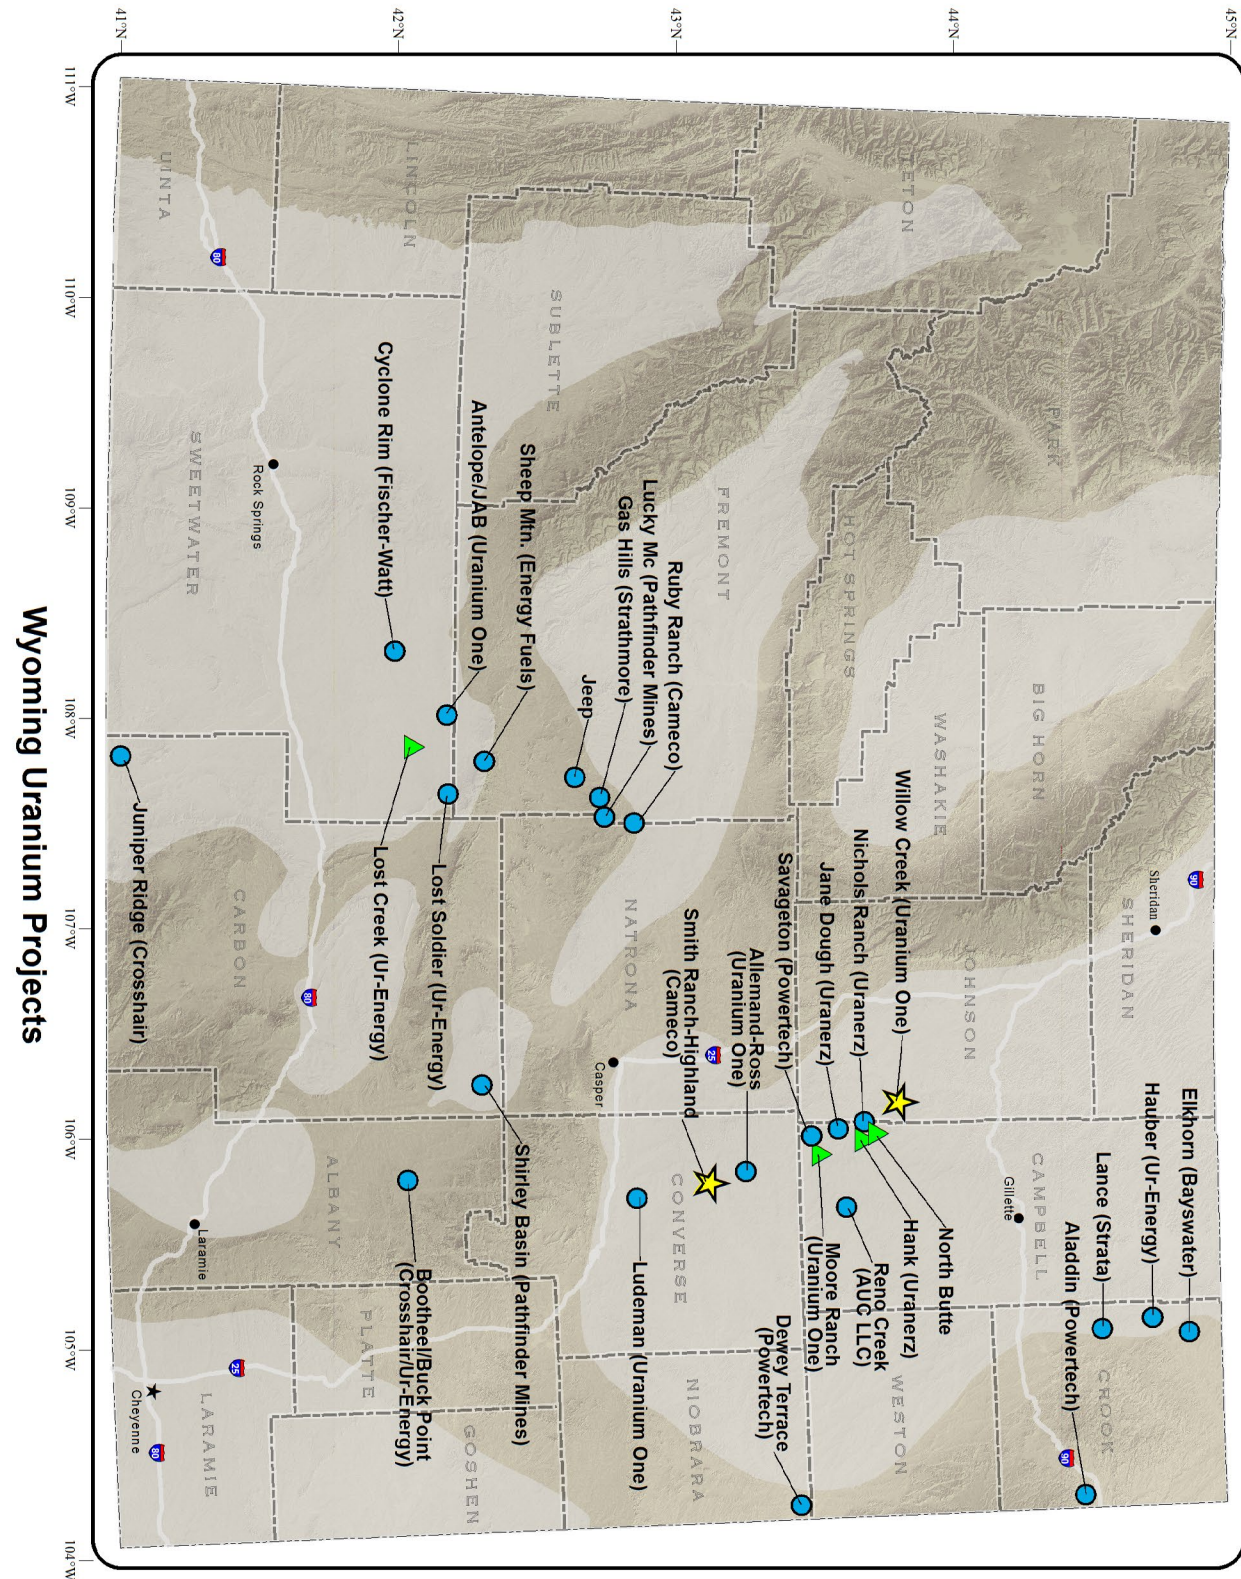 45°N
44°N
43°N
42°N
41°N
111°W
110°W
109°W
108°W
107°W
106°W
105°W
104°W
TETON
PARK
BIG HORN
SHERIDAN
Sheridan
90
CAMPBELL
Gillette
CROOK
90
Elkhorn (Bayswater)
Hauber (Ur-Energy)
Lance (Strata)
Aladdin (Powertech)
HOT SPRINGS
WASHAKIE
JOHNSON
WESTON
Willow Creek (Uranium One)
Nichols Ranch (Uranerz)
Jane Dough (Uranerz)
Savageton (Powertech)
North Butte
Hank (Uranerz)
Reno Creek
(AUC LLC)
Moore Ranch
(Uranium One)
Dewey Terrace
(Powertech)
Allemand-Ross
(Uranium One)
Smith Ranch-Highland
(Cameco)
25
FREMONT
NATRONA
CONVERSE
NIOBRARA
Casper
Ludeman (Uranium One)
Ruby Ranch (Cameco)
Lucky Mc (Pathfinder Mines)
Gas Hills (Strathmore)
Jeep
SUBLETTE
Sheep Mtn. (Energy Fuels)
Antelope/JAB (Uranium One)
Cyclone Rim (Fischer-Watt)
Shirley Basin (Pathfinder Mines)
Lost Soldier (Ur-Energy)
Lost Creek (Ur-Energy)
Bootheel/Buck Point
(Crosshair/Ur-Energy)
LINCOLN
UINTA
80
SWEETWATER
Rock Springs
CARBON
80
ALBANY
Laramie
PLATTE
GOSHEN
25
LARAMIE
Cheyenne
80
Juniper Ridge (Crosshair)
Wyoming Uranium Projects